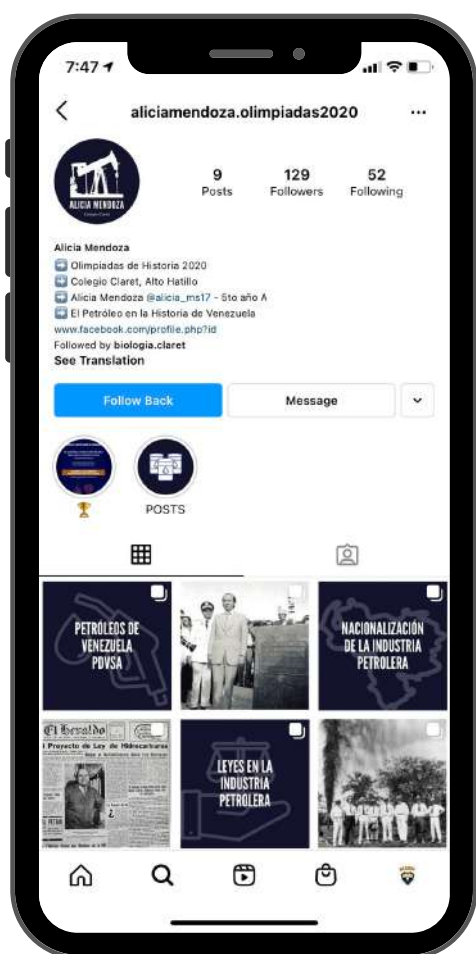 7:47
aliciamendoza.olimpiadas2020
ALICIA MENDOZA
Colegio Claret
9
Posts
129
Followers
52
Following
Alicia Mendoza
Olimpiadas de Historia 2020
Colegio Claret, Alto Hatillo
Alicia Mendoza @alicia_ms17 - 5to año A
El Petróleo en la Historia de Venezuela
www.facebook.com/profile.php?id
Followed by biologia.claret
See Translation
Follow Back
Message
POSTS
PETRÓLEOS DE
VENEZUELA
PDVSA
NACIONALIZACIÓN
DE LA INDUSTRIA
PETROLERA
El Heraldo
Proyecto de Ley de Hidrocarburos
LEYES EN LA
INDUSTRIA
PETROLERA